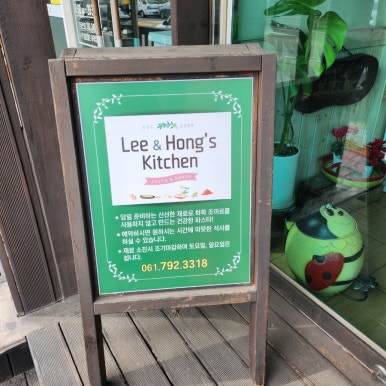 EST. 2009
Lee & Hong's
Kitchen
PASTA & SNACK
● 당일 준비하는 신선한 재료로 화학 조미료를
사용하지 않고 만드는 건강한 파스타!
● 예약하시면 원하시는 시간에 따뜻한 식사를
하실 수 있습니다.
● 재료 소진시 조기마감하며 토요일, 일요일은
쉽니다.
061.792.3318